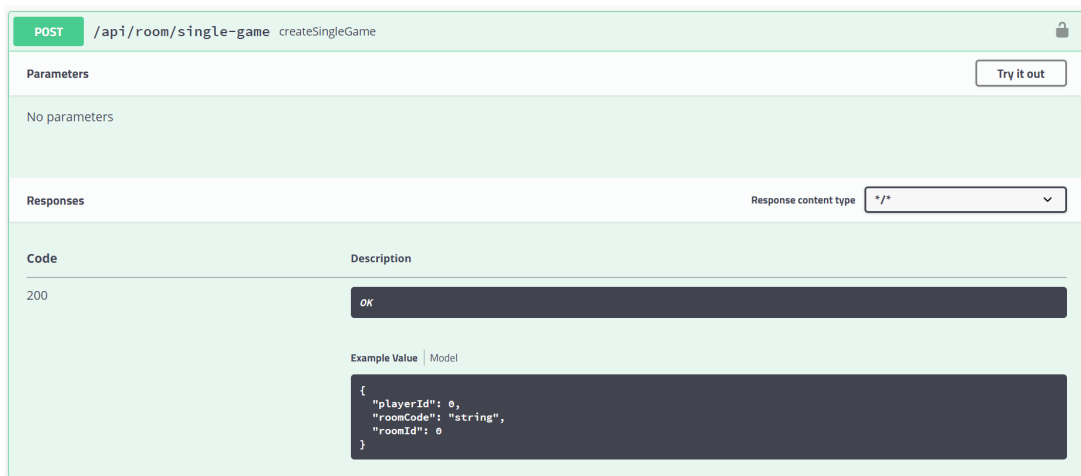 POST /api/room/single-game createSingleGame
Parameters Try it out
No parameters
Responses Response content type */*
Code Description
200 OK
Example Value Model
{
  "playerId": 0,
  "roomCode": "string",
  "roomId": 0
}